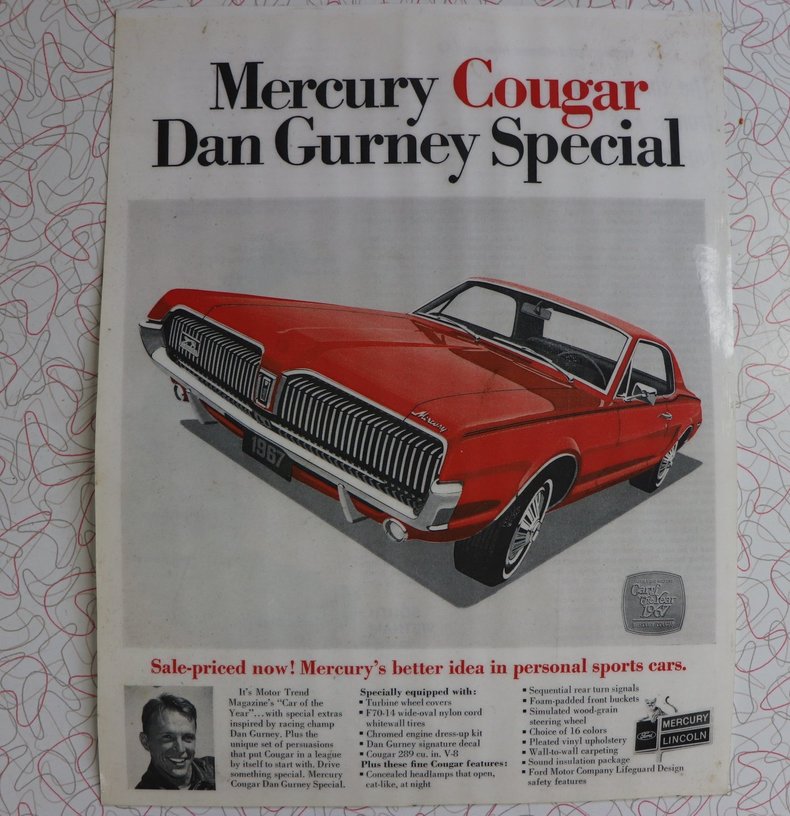 Mercury Cougar
Dan Gurney Special
Mercury
1967
Car of
the Year
1967
Sale-priced now! Mercury's better idea in personal sports cars.
It's Motor Trend
Magazine's "Car of the
Year"...with special extras
inspired by racing champ
Dan Gurney. Plus the
unique set of persuasions
that put Cougar in a league
by itself to start with. Drive
something special. Mercury
Cougar Dan Gurney Special.
Specially equipped with:
▪ Turbine wheel covers
▪ F70-14 wide-oval nylon cord
whitewall tires
▪ Chromed engine dress-up kit
▪ Dan Gurney signature decal
▪ Cougar 289 cu. in. V-8
Plus these fine Cougar features:
▪ Concealed headlamps that open,
cat-like, at night
▪ Sequential rear turn signals
▪ Foam-padded front buckets
▪ Simulated wood-grain
steering wheel
▪ Choice of 16 colors
▪ Pleated vinyl upholstery
▪ Wall-to-wall carpeting
▪ Sound insulation package
▪ Ford Motor Company Lifeguard Design
safety features
Ford
MERCURY
LINCOLN